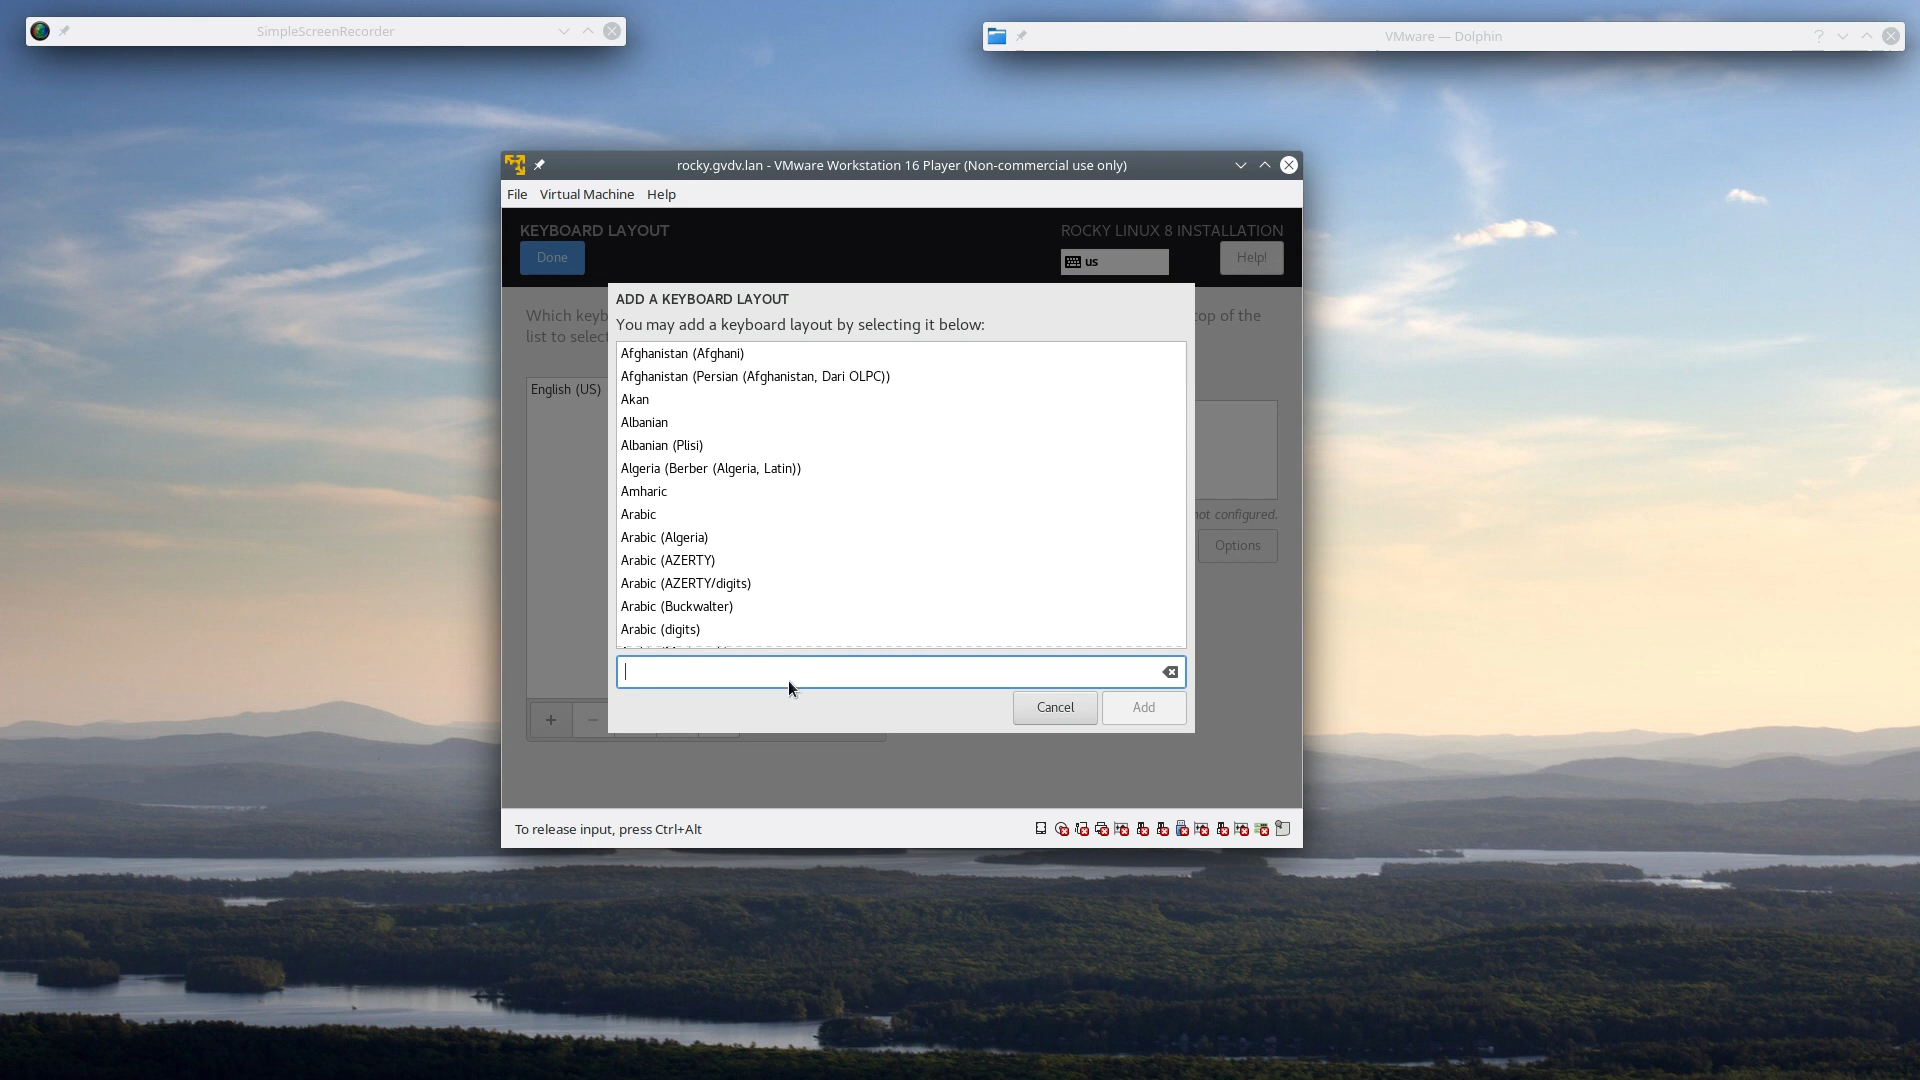 SimpleScreenRecorder
VMware — Dolphin
rocky.gvdv.lan - VMware Workstation 16 Player (Non-commercial use only)
File Virtual Machine Help
KEYBOARD LAYOUT
ROCKY LINUX 8 INSTALLATION
Done
us
Help!
ADD A KEYBOARD LAYOUT
You may add a keyboard layout by selecting it below:
Which keyb
top of the
list to select
Afghanistan (Afghani)
Afghanistan (Persian (Afghanistan, Dari OLPC))
English (US)
Akan
Albanian
Albanian (Plisi)
Algeria (Berber (Algeria, Latin))
Amharic
Arabic
not configured.
Arabic (Algeria)
Options
Arabic (AZERTY)
Arabic (AZERTY/digits)
Arabic (Buckwalter)
Arabic (digits)
Cancel
Add
To release input, press Ctrl+Alt